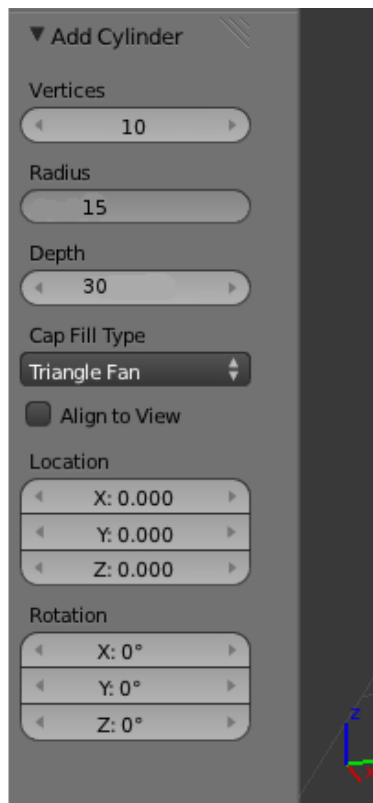 Add Cylinder
Vertices
10
Radius
15
Depth
30
Cap Fill Type
Triangle Fan
Align to View
Location
X: 0.000
Y: 0.000
Z: 0.000
Rotation
X: 0°
Y: 0°
Z: 0°
z
x